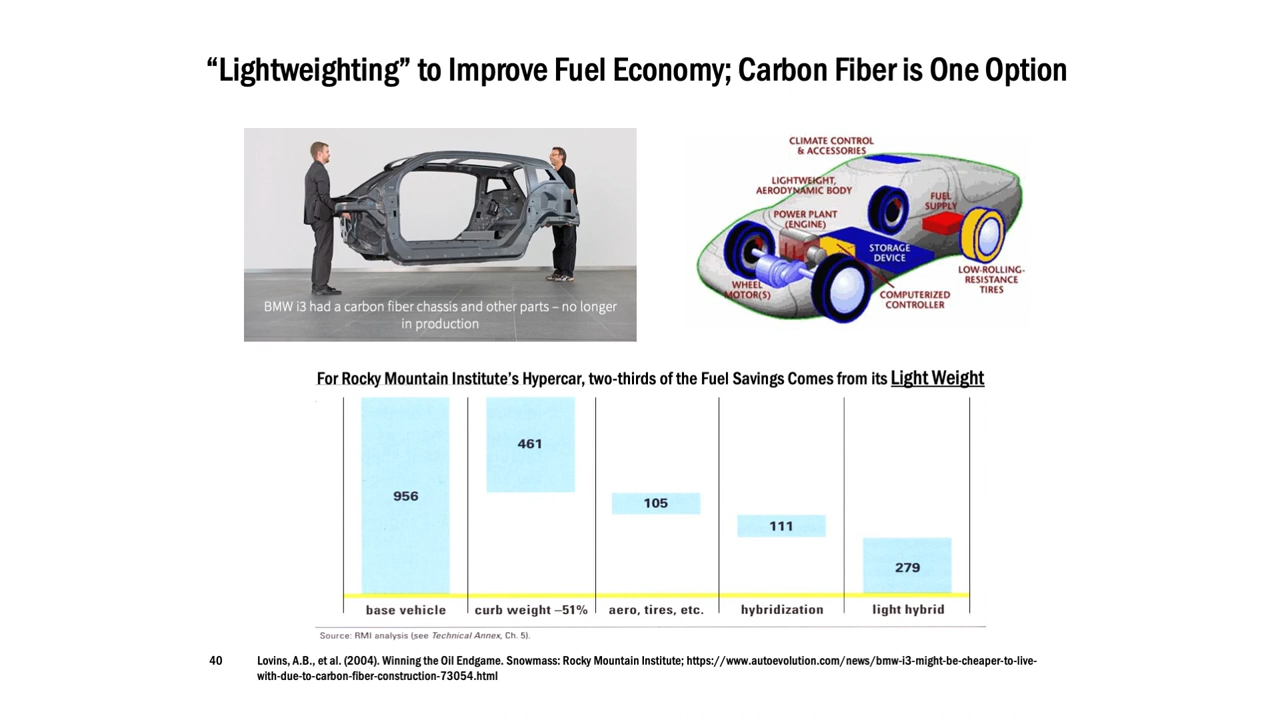 “Lightweighting” to Improve Fuel Economy; Carbon Fiber is One Option
BMW i3 had a carbon fiber chassis and other parts – no longer
in production
CLIMATE CONTROL
& ACCESSORIES
LIGHTWEIGHT,
AERODYNAMIC BODY
POWER PLANT
(ENGINE)
FUEL
SUPPLY
STORAGE
DEVICE
LOW-ROLLING-
RESISTANCE
TIRES
WHEEL
MOTOR(S)
COMPUTERIZED
CONTROLLER
For Rocky Mountain Institute’s Hypercar, two-thirds of the Fuel Savings Comes from its Light Weight
956
461
105
111
279
base vehicle
curb weight –51%
aero, tires, etc.
hybridization
light hybrid
Source: RMI analysis (see Technical Annex, Ch. 5).
40
Lovins, A.B., et al. (2004). Winning the Oil Endgame. Snowmass: Rocky Mountain Institute; https://www.autoevolution.com/news/bmw-i3-might-be-cheaper-to-live-
with-due-to-carbon-fiber-construction-73054.html